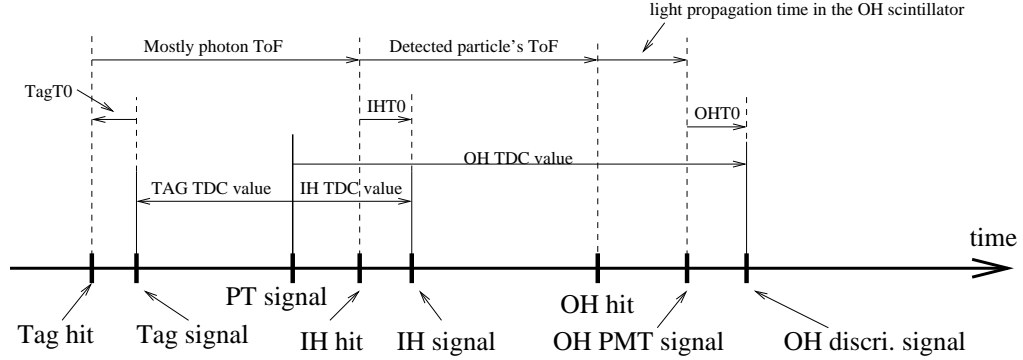 light propagation time in the OH scintillator
Mostly photon ToF
Detected particle's ToF
TagT0
IHT0
OHT0
OH TDC value
TAG TDC value
IH TDC value
time
PT signal
OH hit
Tag hit
Tag signal
IH hit
IH signal
OH PMT signal
OH discri. signal